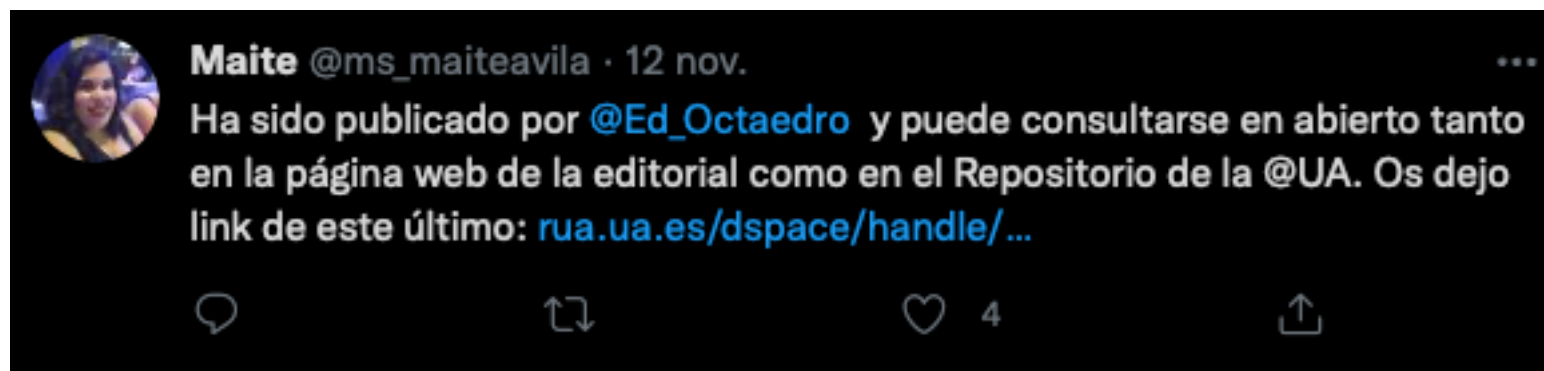 Maite @ms_maiteavila · 12 nov.
Ha sido publicado por @Ed_Octaedro y puede consultarse en abierto tanto
en la página web de la editorial como en el Repositorio de la @UA. Os dejo
link de este último: rua.ua.es/dspace/handle/…
4